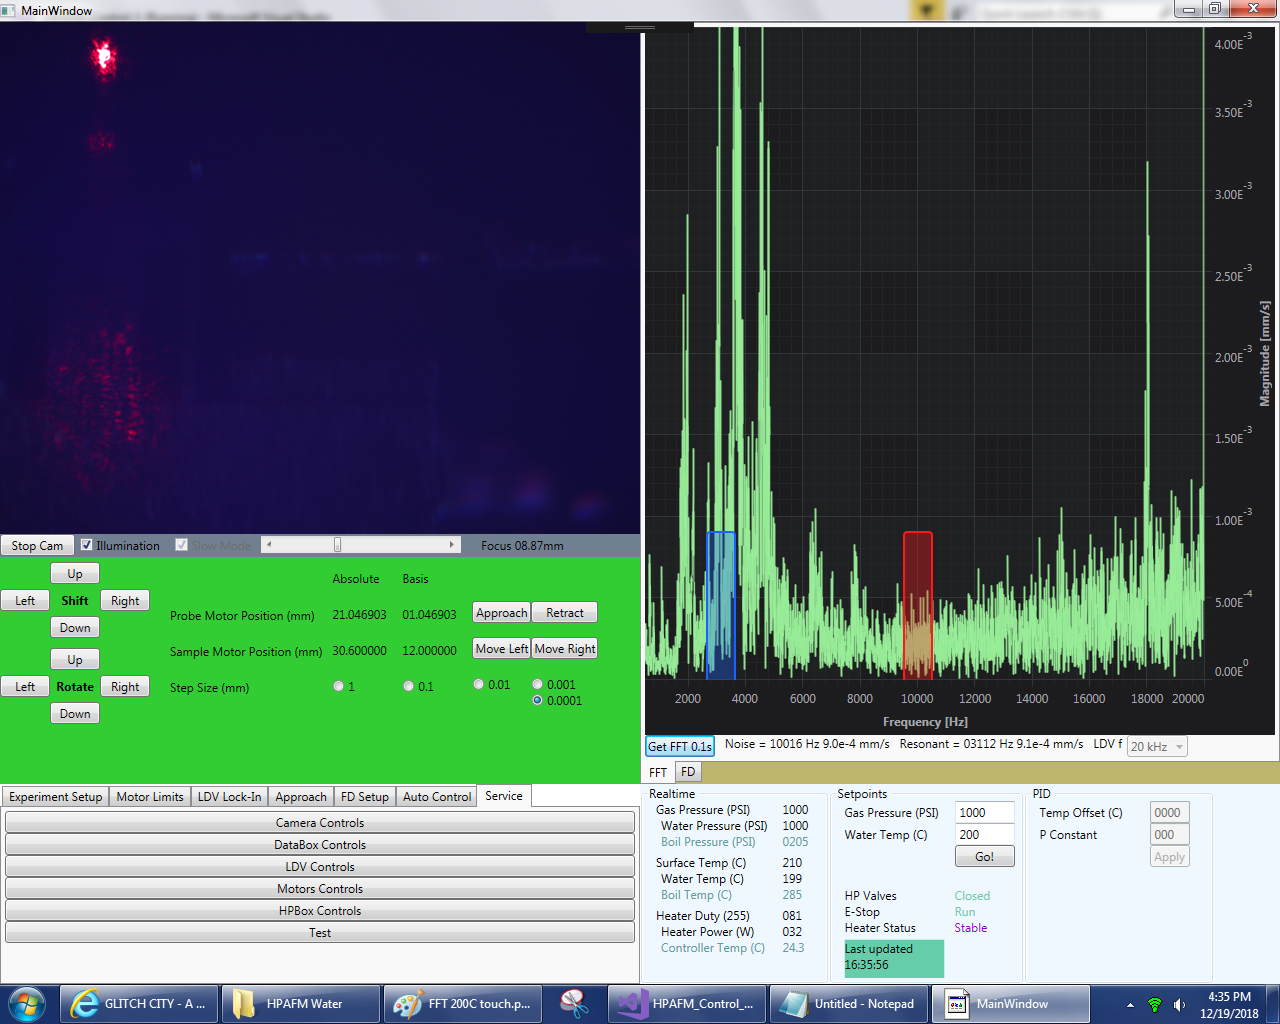 MainWindow
4.00E-3
3.50E-3
3.00E-3
2.50E-3
2.00E-3
1.50E-3
1.00E-3
5.00E-4
0.00E0
Magnitude [mm/s]
2000 4000 6000 8000 10000 12000 14000 16000 18000 20000
Frequency [Hz]
Stop Cam Illumination Slow Mode Focus 08.87mm
Get FFT 0.1s Noise = 10016 Hz 9.0e-4 mm/s Resonant = 03112 Hz 9.1e-4 mm/s LDV f 20 kHz
FFT FD
Up
Left Shift Right
Down
Up
Left Rotate Right
Down
Absolute Basis
Probe Motor Position (mm) 21.046903 01.046903 Approach Retract
Sample Motor Position (mm) 30.600000 12.000000 Move Left Move Right
Step Size (mm) 1 0.1 0.01 0.001
0.0001
Experiment Setup Motor Limits LDV Lock-In Approach FD Setup Auto Control Service
Camera Controls
DataBox Controls
LDV Controls
Motors Controls
HPBox Controls
Test
Realtime
Gas Pressure (PSI) 1000
Water Pressure (PSI) 1000
Boil Pressure (PSI) 0205
Surface Temp (C) 210
Water Temp (C) 199
Boil Temp (C) 285
Heater Duty (255) 081
Heater Power (W) 032
Controller Temp (C) 24.3
Setpoints
Gas Pressure (PSI) 1000
Water Temp (C) 200
Go!
HP Valves Closed
E-Stop Run
Heater Status Stable
Last updated
16:35:56
PID
Temp Offset (C) 0000
P Constant 000
Apply
GLITCH CITY - A ... HPAFM Water FFT 200C touch.p... HPAFM_Control_... Untitled - Notepad MainWindow
4:35 PM
12/19/2018